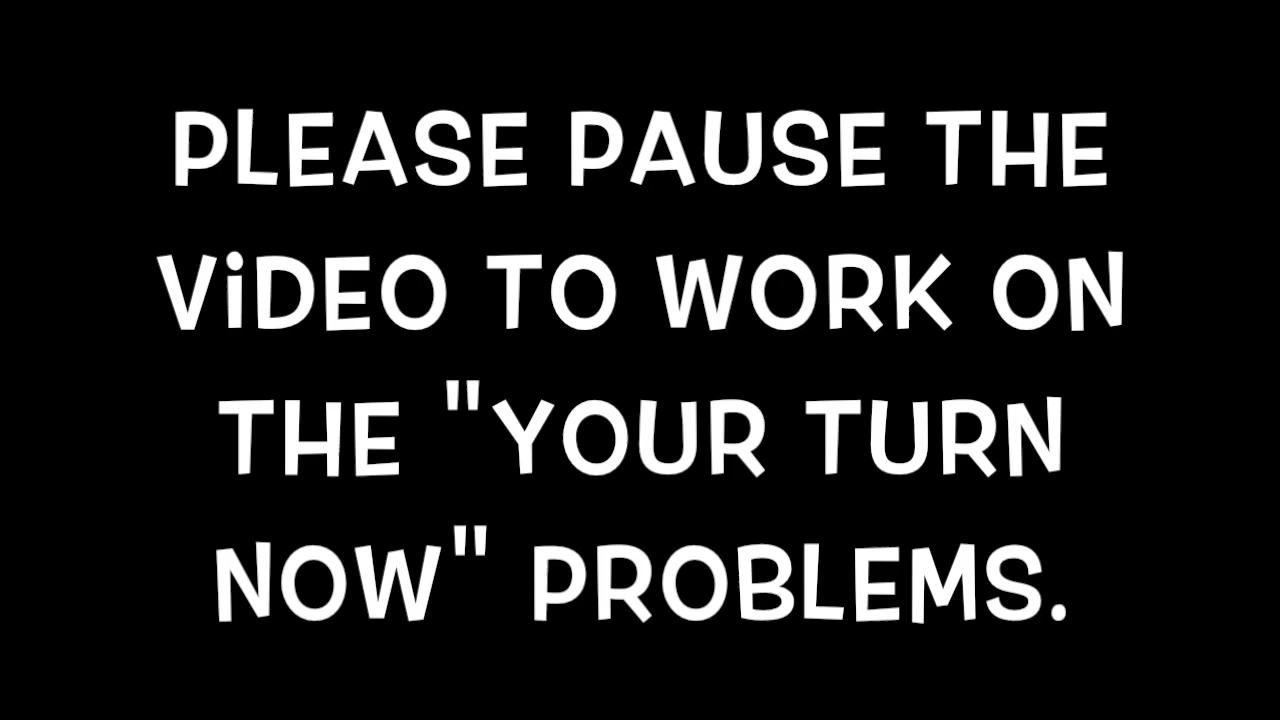 PLEASE PAUSE THE
ViDEO TO WORK ON
THE "YOUR TURN
NOW" PROBLEMS.